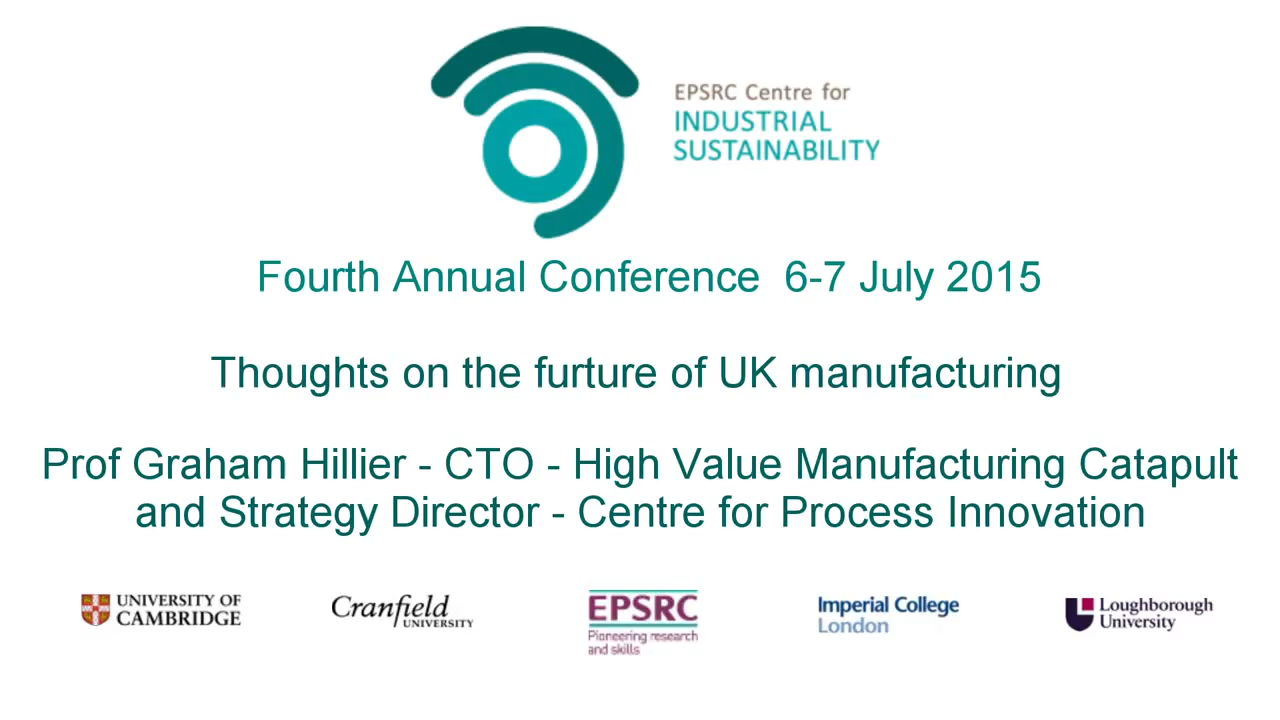 EPSRC Centre for
INDUSTRIAL
SUSTAINABILITY
Fourth Annual Conference 6-7 July 2015
Thoughts on the furture of UK manufacturing
Prof Graham Hillier - CTO - High Value Manufacturing Catapult
and Strategy Director - Centre for Process Innovation
UNIVERSITY OF
CAMBRIDGE
Cranfield
UNIVERSITY
EPSRC
Pioneering research
and skills
Imperial College
London
Loughborough
University